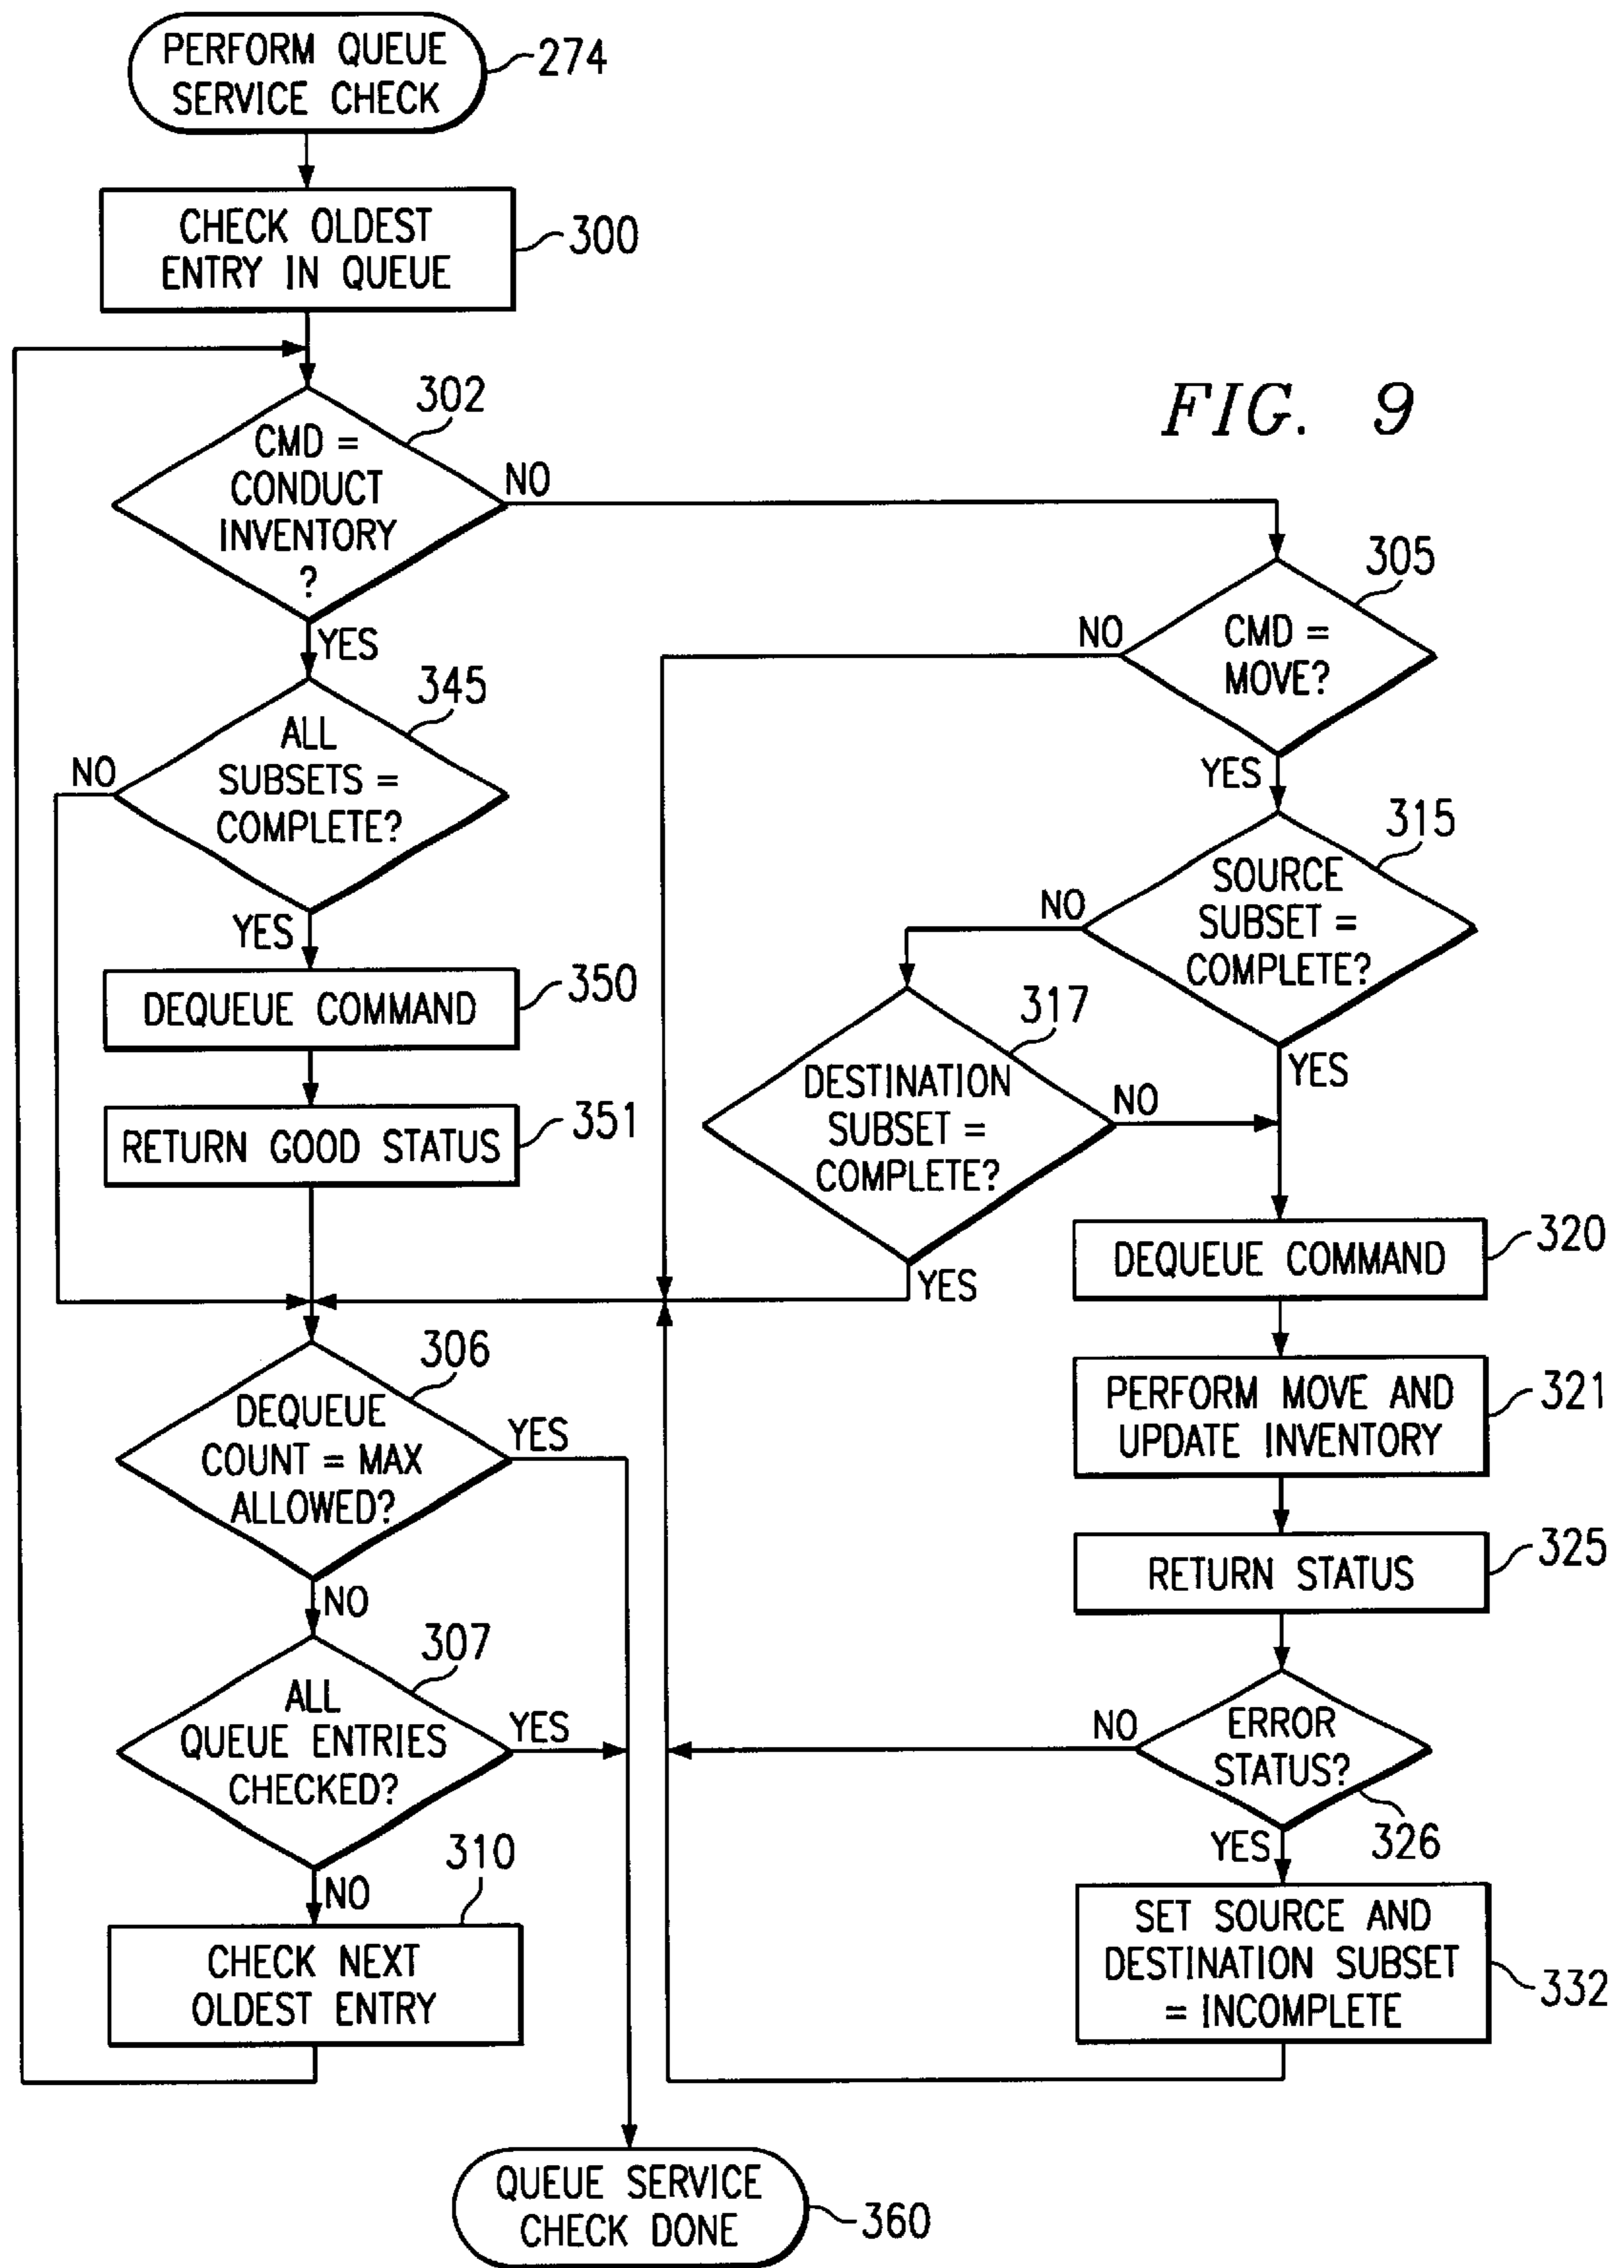 PERFORM QUEUE
SERVICE CHECK
274
CHECK OLDEST
ENTRY IN QUEUE
300
FIG. 9
302
CMD =
CONDUCT
INVENTORY
?
NO
YES
305
CMD =
MOVE?
NO
YES
345
ALL
SUBSETS =
COMPLETE?
NO
YES
315
SOURCE
SUBSET =
COMPLETE?
NO
YES
350
DEQUEUE COMMAND
317
DESTINATION
SUBSET =
COMPLETE?
NO
YES
351
RETURN GOOD STATUS
320
DEQUEUE COMMAND
306
DEQUEUE
COUNT = MAX
ALLOWED?
YES
NO
321
PERFORM MOVE AND
UPDATE INVENTORY
325
RETURN STATUS
307
ALL
QUEUE ENTRIES
CHECKED?
YES
NO
ERROR
STATUS?
NO
YES
326
310
CHECK NEXT
OLDEST ENTRY
SET SOURCE AND
DESTINATION SUBSET
= INCOMPLETE
332
QUEUE SERVICE
CHECK DONE
360